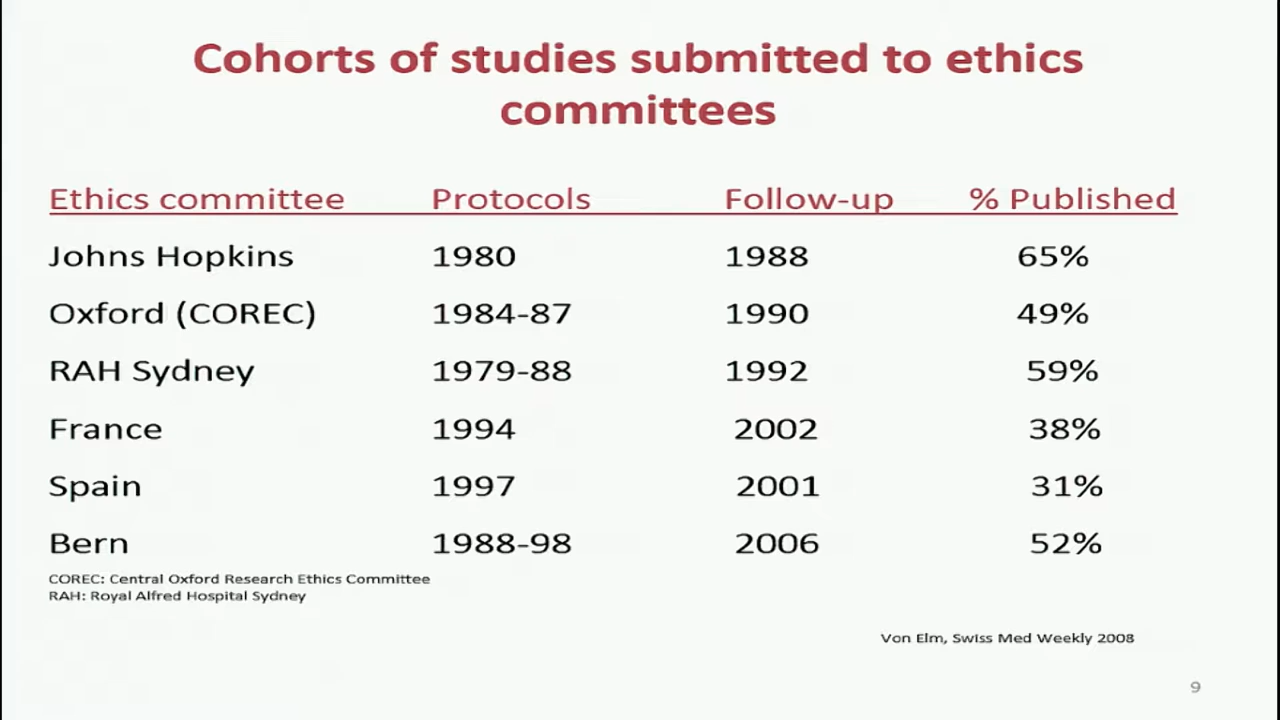 Cohorts of studies submitted to ethics
committees
Ethics committee Protocols Follow-up % Published
Johns Hopkins 1980 1988 65%
Oxford (COREC) 1984-87 1990 49%
RAH Sydney 1979-88 1992 59%
France 1994 2002 38%
Spain 1997 2001 31%
Bern 1988-98 2006 52%
COREC: Central Oxford Research Ethics Committee
RAH: Royal Alfred Hospital Sydney
Von Elm, Swiss Med Weekly 2008
9